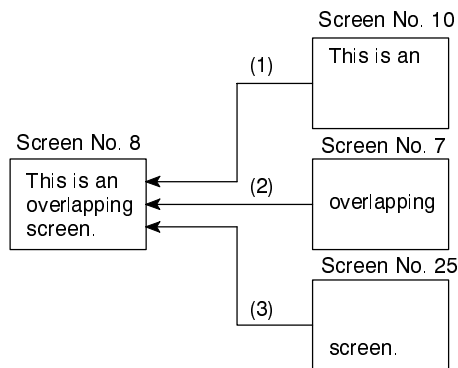 Screen No. 10
This is an
(1)
Screen No. 8
This is an
overlapping
screen.
Screen No. 7
overlapping
(2)
Screen No. 25
screen.
(3)